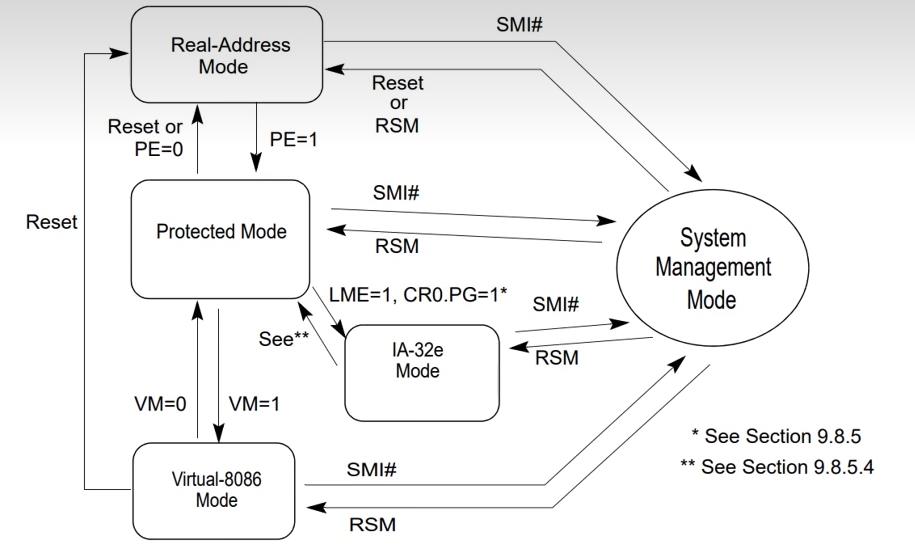 SMI#
Real-Address
Mode
Reset
or
RSM
Reset or
PE=0
PE=1
SMI#
Reset
Protected Mode
RSM
System
Management
Mode
LME=1, CR0.PG=1*
SMI#
See**
IA-32e
Mode
RSM
VM=0
VM=1
* See Section 9.8.5
** See Section 9.8.5.4
SMI#
Virtual-8086
Mode
RSM